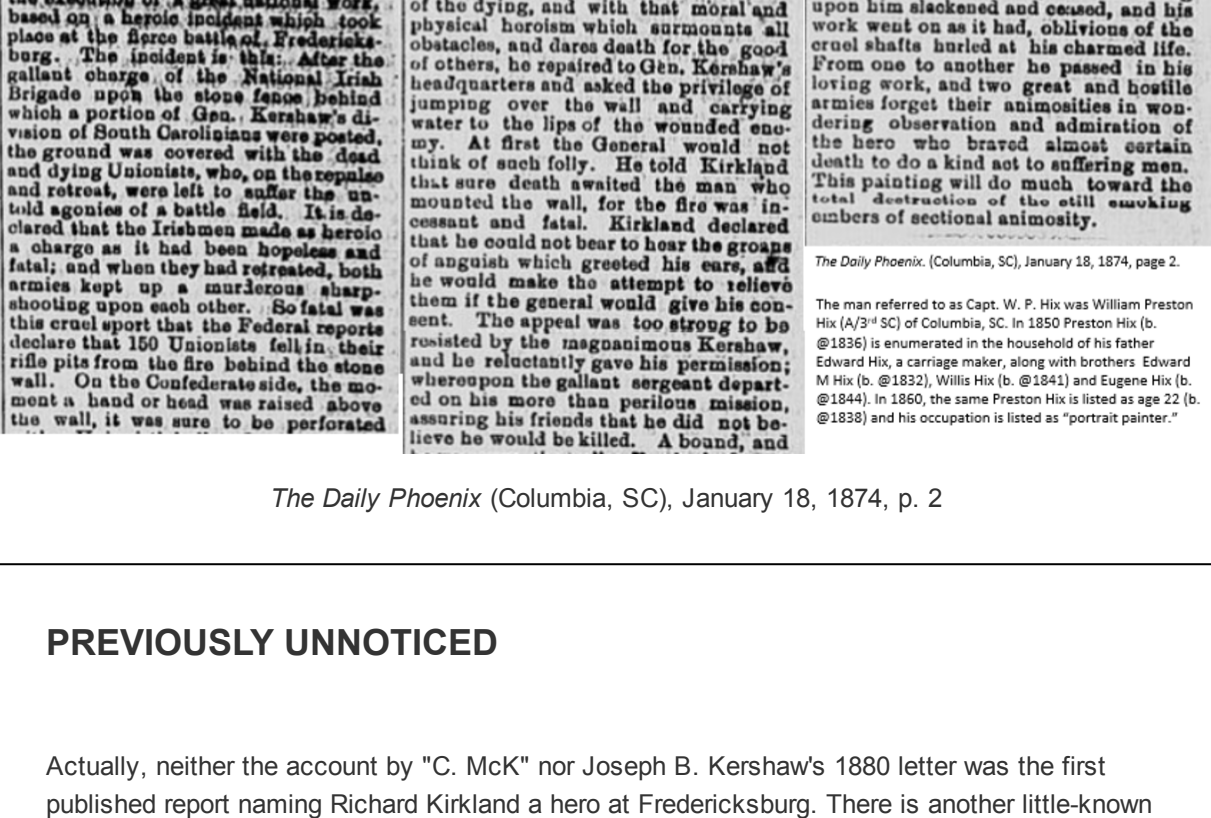 the execution of a great national work,
based on a heroic incident which took
place at the fierce battle of Fredericks-
burg. The incident is this: After the
gallant charge of the National Irish
Brigade upon the stone fence behind
which a portion of Gen. Kershaw's di-
vision of South Carolinians were posted,
the ground was covered with the dead
and dying Unionists, who, on the repulse
and retreat, were left to suffer the un-
told agonies of a battle field. It is de-
clared that the Irishmen made as heroic
a charge as it had been hopeless and
fatal; and when they had retreated, both
armies kept up a murderous sharp-
shooting upon each other. So fatal was
this cruel sport that the Federal reports
declare that 150 Unionists fell in their
rifle pits from the fire behind the stone
wall. On the Confederate side, the mo-
ment a hand or head was raised above
the wall, it was sure to be perforated
of the dying, and with that moral and
physical heroism which surmounts all
obstacles, and dares death for the good
of others, he repaired to Gen. Kershaw's
headquarters and asked the privilege of
jumping over the wall and carrying
water to the lips of the wounded ene-
my. At first the General would not
think of such folly. He told Kirkland
that sure death awaited the man who
mounted the wall, for the fire was in-
cessant and fatal. Kirkland declared
that he could not bear to hear the groans
of anguish which greeted his ears, and
he would make the attempt to relieve
them if the general would give his con-
sent. The appeal was too strong to be
resisted by the magnanimous Kershaw,
and he reluctantly gave his permission;
whereupon the gallant sergeant depart-
ed on his more than perilous mission,
assuring his friends that he did not be-
lieve he would be killed. A bound, and
upon him slackened and ceased, and his
work went on as it had, oblivious of the
cruel shafts hurled at his charmed life.
From one to another he passed in his
loving work, and two great and hostile
armies forget their animosities in won-
dering observation and admiration of
the hero who braved almost certain
death to do a kind act to suffering men.
This painting will do much toward the
total destruction of the still smoking
embers of sectional animosity.
The Daily Phoenix. (Columbia, SC), January 18, 1874, page 2.
The man referred to as Capt. W. P. Hix was William Preston
Hix (A/3rd SC) of Columbia, SC. In 1850 Preston Hix (b.
@1836) is enumerated in the household of his father
Edward Hix, a carriage maker, along with brothers Edward
M Hix (b. @1832), Willis Hix (b. @1841) and Eugene Hix (b.
@1844). In 1860, the same Preston Hix is listed as age 22 (b.
@1838) and his occupation is listed as “portrait painter.”
The Daily Phoenix (Columbia, SC), January 18, 1874, p. 2
PREVIOUSLY UNNOTICED
Actually, neither the account by "C. McK" nor Joseph B. Kershaw's 1880 letter was the first
published report naming Richard Kirkland a hero at Fredericksburg. There is another little-known